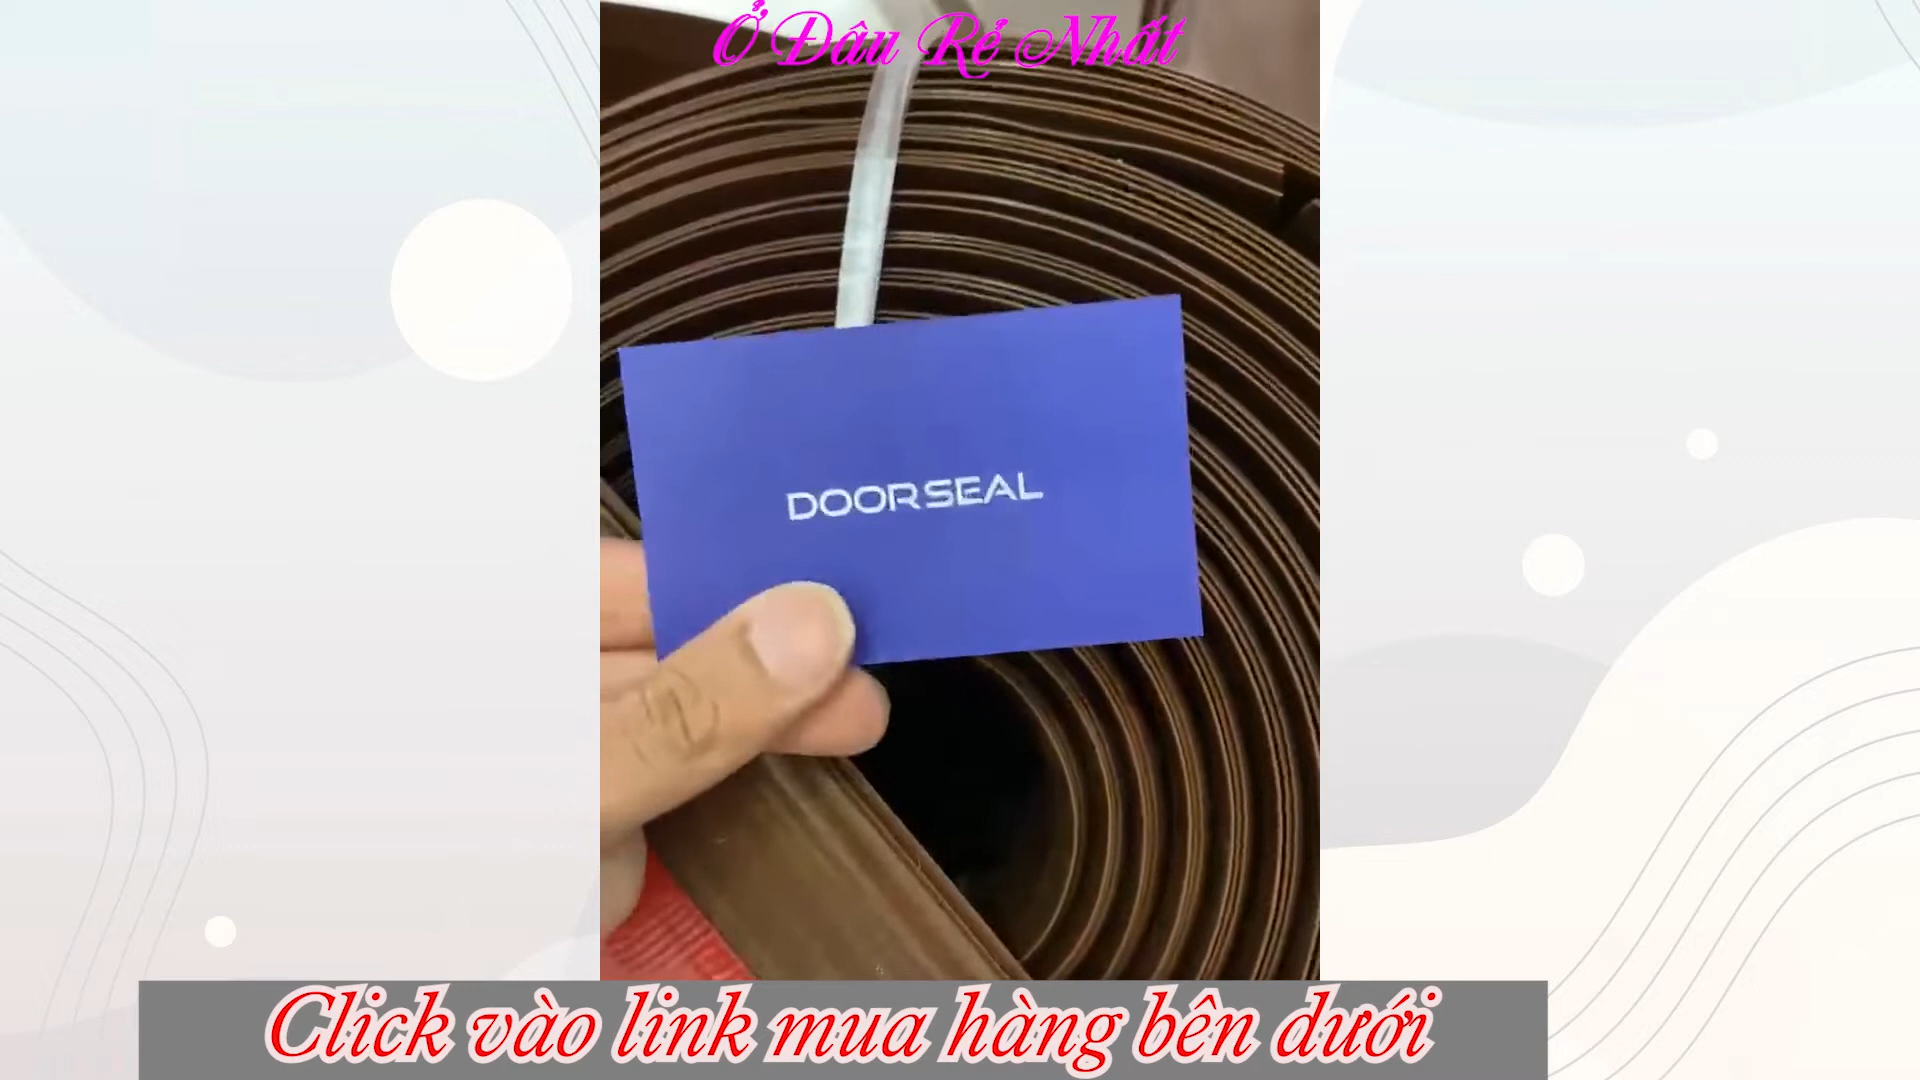 Ở Đâu Rẻ Nhất
DOORSEAL
Click vào link mua hàng bên dưới